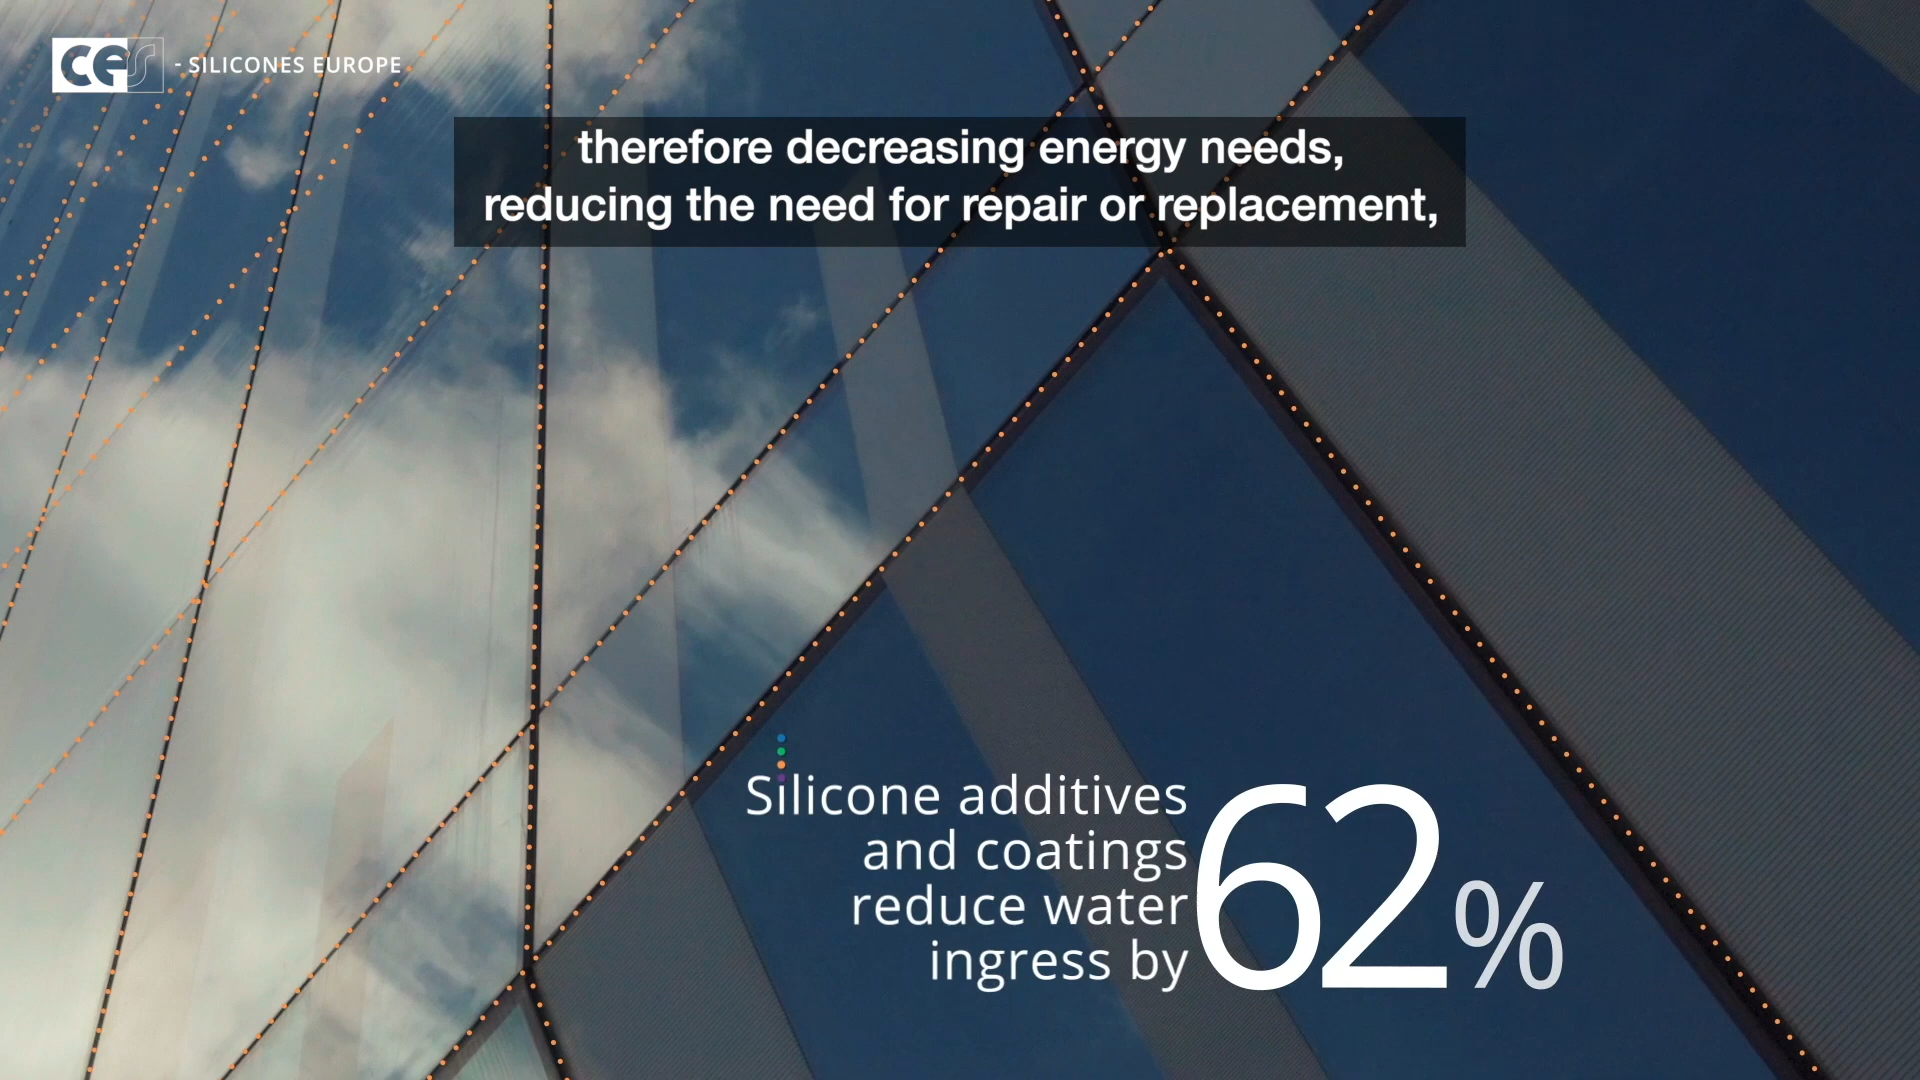 CES - SILICONES EUROPE
therefore decreasing energy needs,
reducing the need for repair or replacement,
Silicone additives
and coatings
reduce water
ingress by
62%